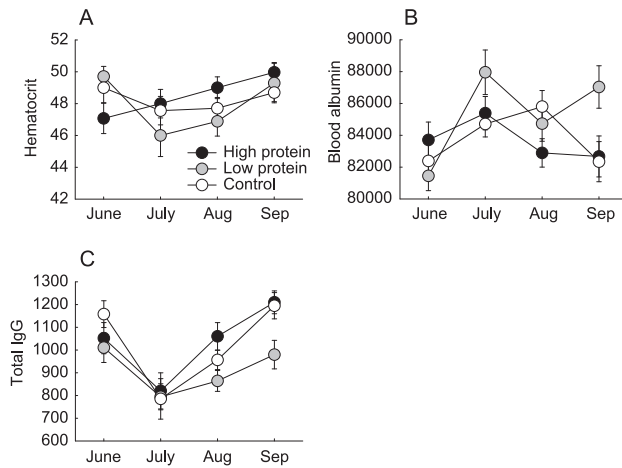 A
52
50
48
46
44
42
Hematocrit
High protein
Low protein
Control
June July Aug Sep
B
90000
88000
86000
84000
82000
80000
Blood albumin
June July Aug Sep
C
1300
1200
1100
1000
900
800
700
600
Total IgG
June July Aug Sep